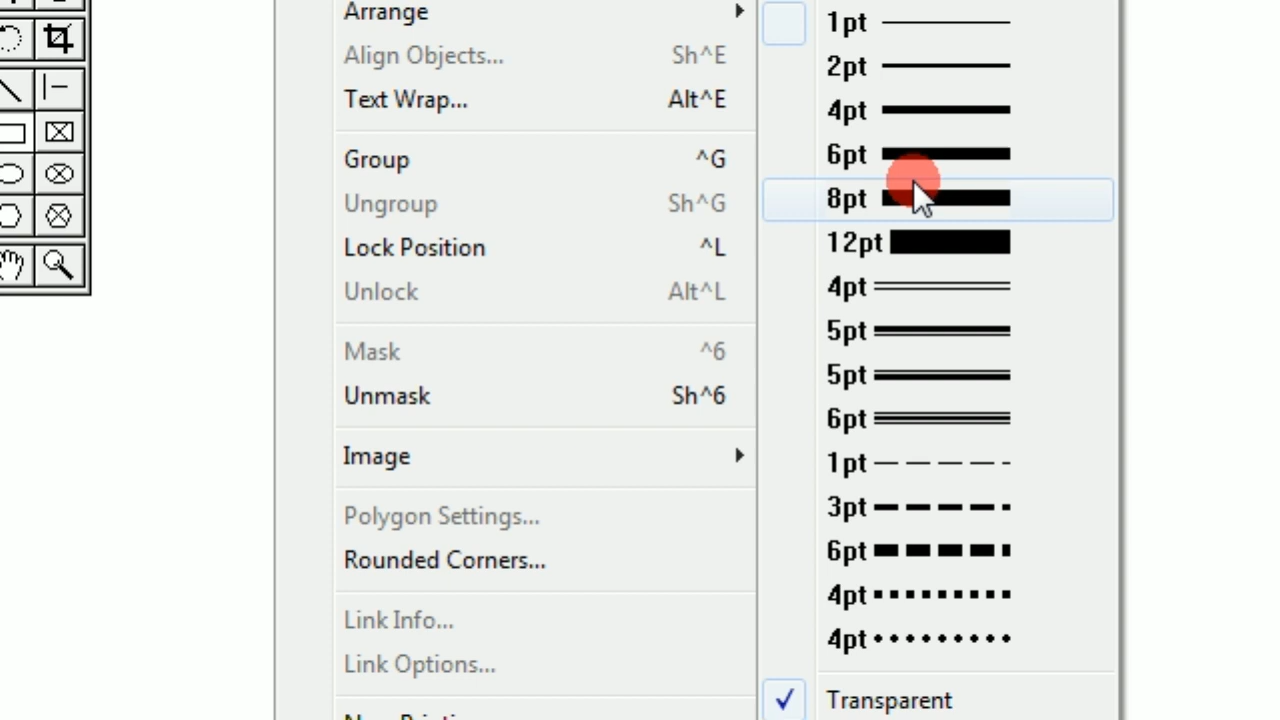 Arrange
Align Objects... Sh^E
Text Wrap... Alt^E
Group ^G
Ungroup Sh^G
Lock Position ^L
Unlock Alt^L
Mask ^6
Unmask Sh^6
Image
Polygon Settings...
Rounded Corners...
Link Info...
Link Options...
1pt
2pt
4pt
6pt
8pt
12pt
4pt
5pt
5pt
6pt
1pt
3pt
6pt
4pt
4pt
Transparent